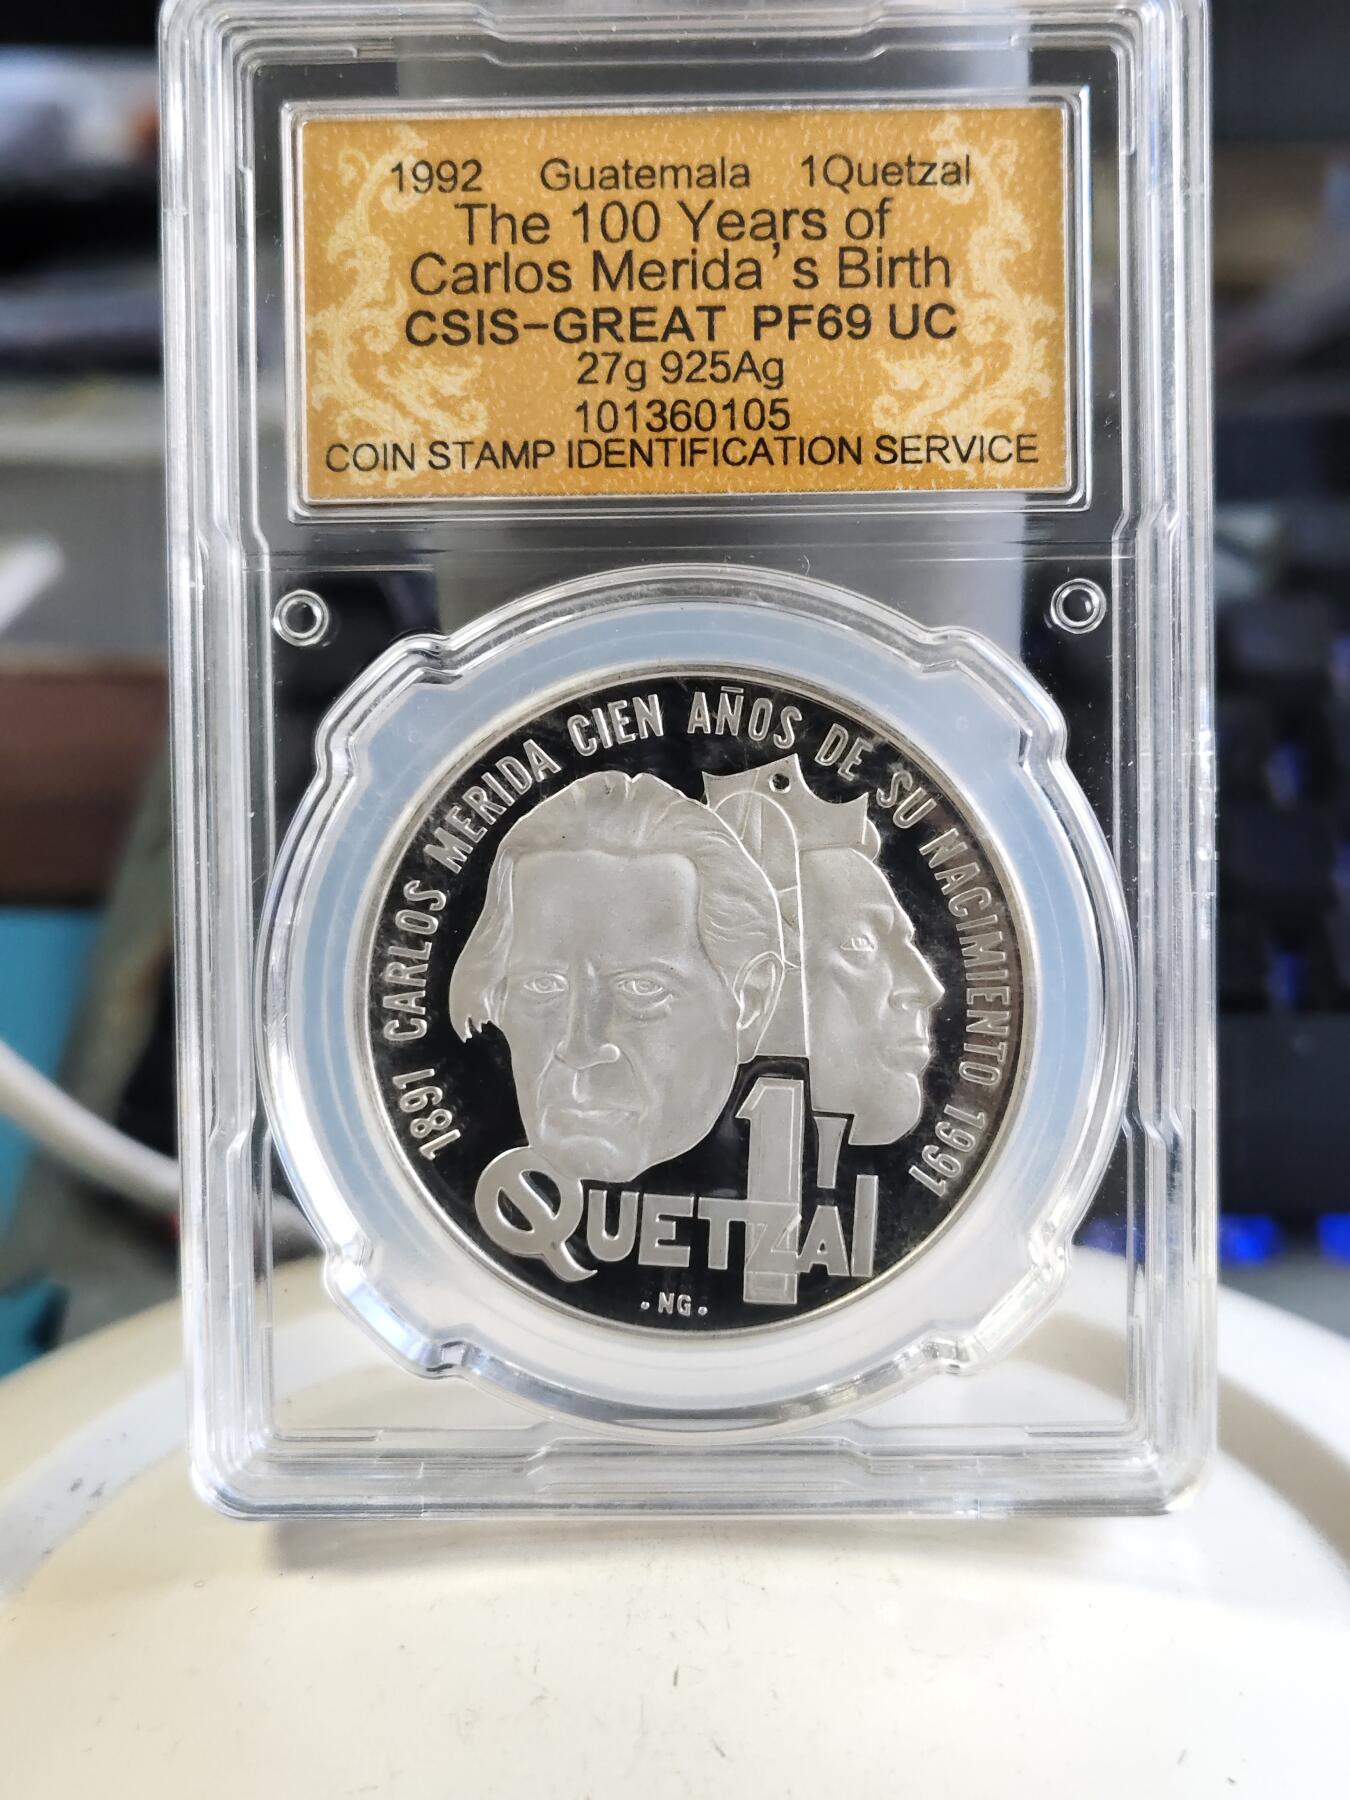 1992 Guatemala 1Quetzal
The 100 Years of
Carlos Merida's Birth
CSIS-GREAT PF69 UC
27g 925Ag
101360105
COIN STAMP IDENTIFICATION SERVICE
1891 CARLOS MERIDA CIEN AÑOS DE SU NACIMIENTO 1991
1
QUETZAL
.NG.